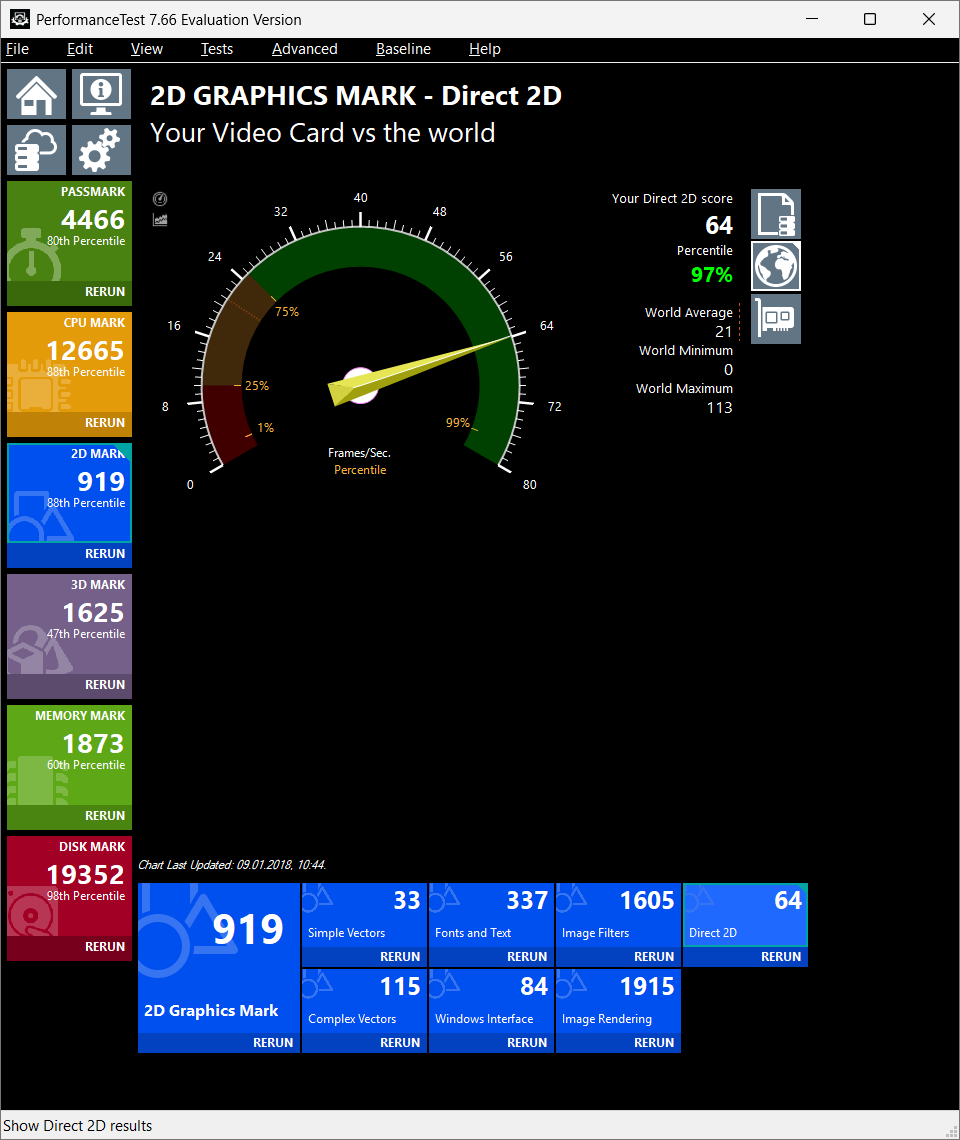 PerformanceTest 7.66 Evaluation Version
File Edit View Tests Advanced Baseline Help
2D GRAPHICS MARK - Direct 2D
Your Video Card vs the world
PASSMARK
4466
80th Percentile
RERUN
CPU MARK
12665
88th Percentile
RERUN
2D MARK
919
88th Percentile
RERUN
3D MARK
1625
47th Percentile
RERUN
MEMORY MARK
1873
60th Percentile
RERUN
DISK MARK
19352
98th Percentile
RERUN
0
8
16
24
32
40
48
56
64
72
80
1%
25%
75%
99%
Frames/Sec.
Percentile
Your Direct 2D score
64
Percentile
97%
World Average
21
World Minimum
0
World Maximum
113
Chart Last Updated: 09.01.2018, 10:44.
919
2D Graphics Mark
RERUN
33
Simple Vectors
RERUN
337
Fonts and Text
RERUN
1605
Image Filters
RERUN
64
Direct 2D
RERUN
115
Complex Vectors
RERUN
84
Windows Interface
RERUN
1915
Image Rendering
RERUN
Show Direct 2D results